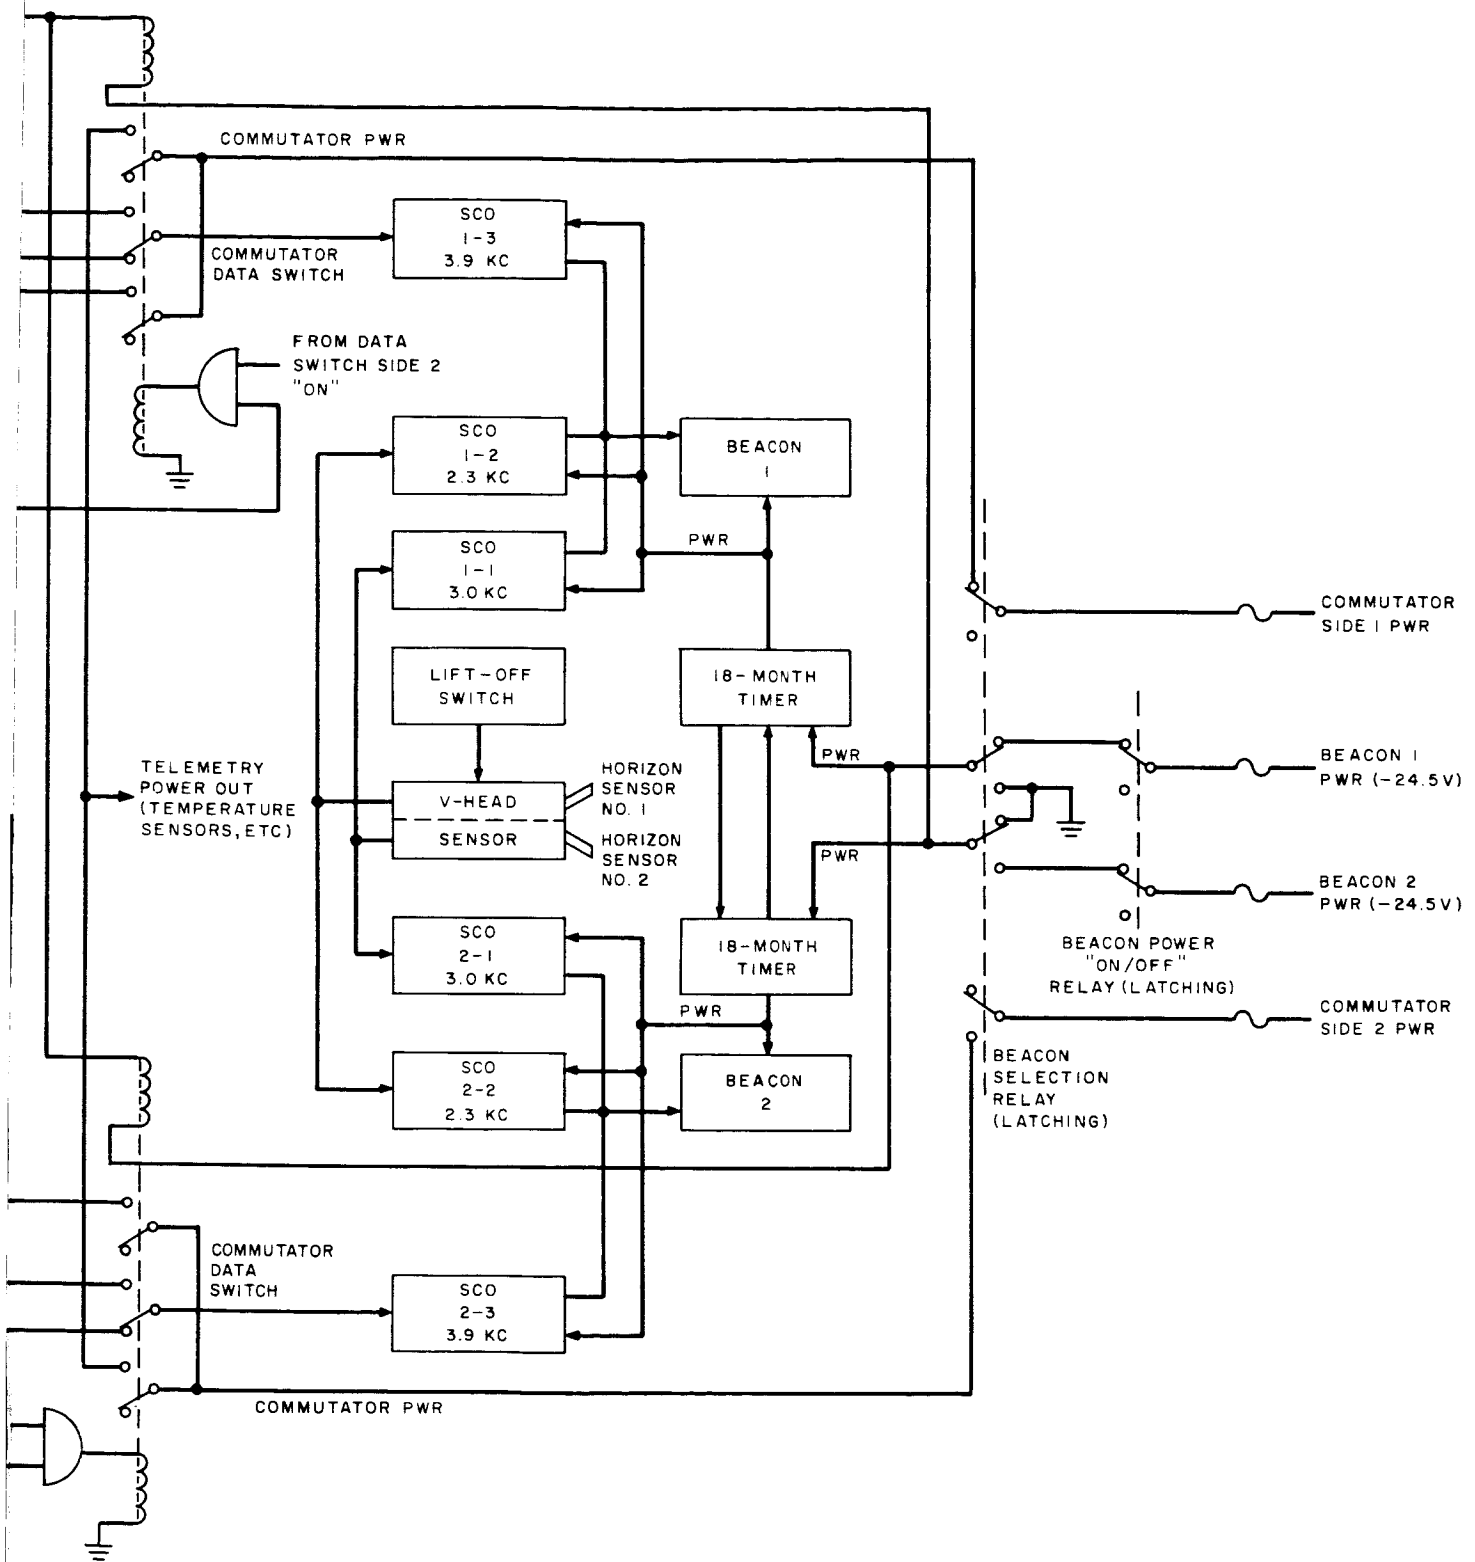 COMMUTATOR PWR
SCO
1-3
3.9 KC
COMMUTATOR
DATA SWITCH
FROM DATA
SWITCH SIDE 2
"ON"
SCO
1-2
2.3 KC
BEACON
1
SCO
1-1
3.0 KC
PWR
COMMUTATOR
SIDE 1 PWR
LIFT-OFF
SWITCH
18-MONTH
TIMER
PWR
BEACON 1
PWR (-24.5V)
TELEMETRY
POWER OUT
(TEMPERATURE
SENSORS, ETC)
V-HEAD
SENSOR
HORIZON
SENSOR
NO. 1
HORIZON
SENSOR
NO. 2
PWR
BEACON 2
PWR (-24.5V)
SCO
2-1
3.0 KC
18-MONTH
TIMER
BEACON POWER
"ON/OFF"
RELAY (LATCHING)
PWR
COMMUTATOR
SIDE 2 PWR
SCO
2-2
2.3 KC
BEACON
2
BEACON
SELECTION
RELAY
(LATCHING)
COMMUTATOR
DATA
SWITCH
SCO
2-3
3.9 KC
COMMUTATOR PWR